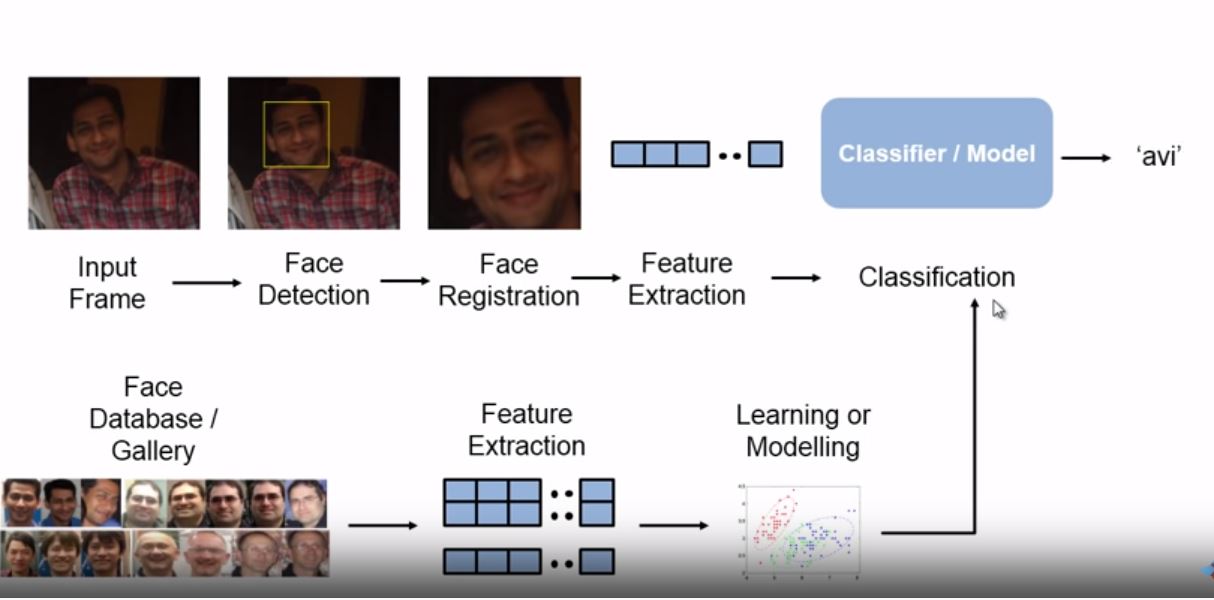 Classifier / Model
‘avi’
Input
Frame
Face
Detection
Face
Registration
Feature
Extraction
Classification
Face
Database /
Gallery
Feature
Extraction
Learning or
Modelling